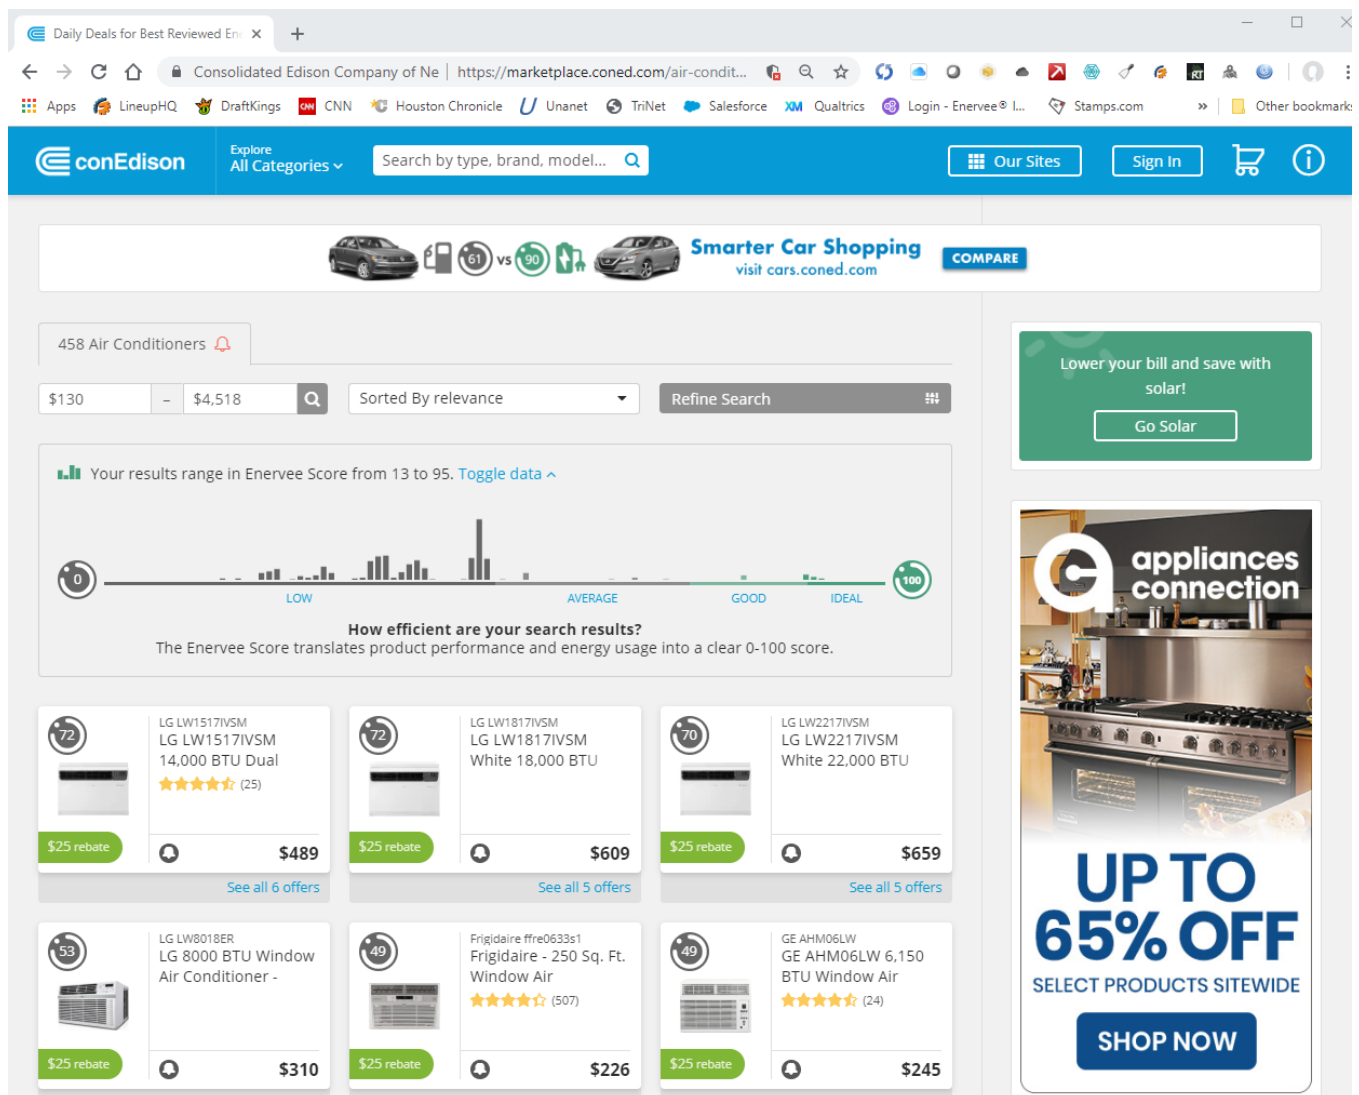 Daily Deals for Best Reviewed En
Consolidated Edison Company of Ne | https://marketplace.coned.com/air-condit...
Apps LineupHQ DraftKings CNN CNN Houston Chronicle Unanet TriNet Salesforce XM Qualtrics Login - Enervee® I... Stamps.com » Other bookmarks
conEdison
Explore
All Categories
Search by type, brand, model...
Our Sites
Sign In
61 vs 90
Smarter Car Shopping
visit cars.coned.com
COMPARE
458 Air Conditioners
$130 – $4,518
Sorted By relevance
Refine Search
Your results range in Enervee Score from 13 to 95. Toggle data
0
100
LOW AVERAGE GOOD IDEAL
How efficient are your search results?
The Enervee Score translates product performance and energy usage into a clear 0-100 score.
72
LG LW1517IVSM
LG LW1517IVSM
14,000 BTU Dual
(25)
$25 rebate
$489
See all 6 offers
72
LG LW1817IVSM
LG LW1817IVSM
White 18,000 BTU
$25 rebate
$609
See all 5 offers
70
LG LW2217IVSM
LG LW2217IVSM
White 22,000 BTU
$25 rebate
$659
See all 5 offers
53
LG LW8018ER
LG 8000 BTU Window
Air Conditioner -
$25 rebate
$310
49
Frigidaire ffre0633s1
Frigidaire - 250 Sq. Ft.
Window Air
(507)
$25 rebate
$226
49
GE AHM06LW
GE AHM06LW 6,150
BTU Window Air
(24)
$25 rebate
$245
Lower your bill and save with
solar!
Go Solar
appliances
connection
UP TO
65% OFF
SELECT PRODUCTS SITEWIDE
SHOP NOW